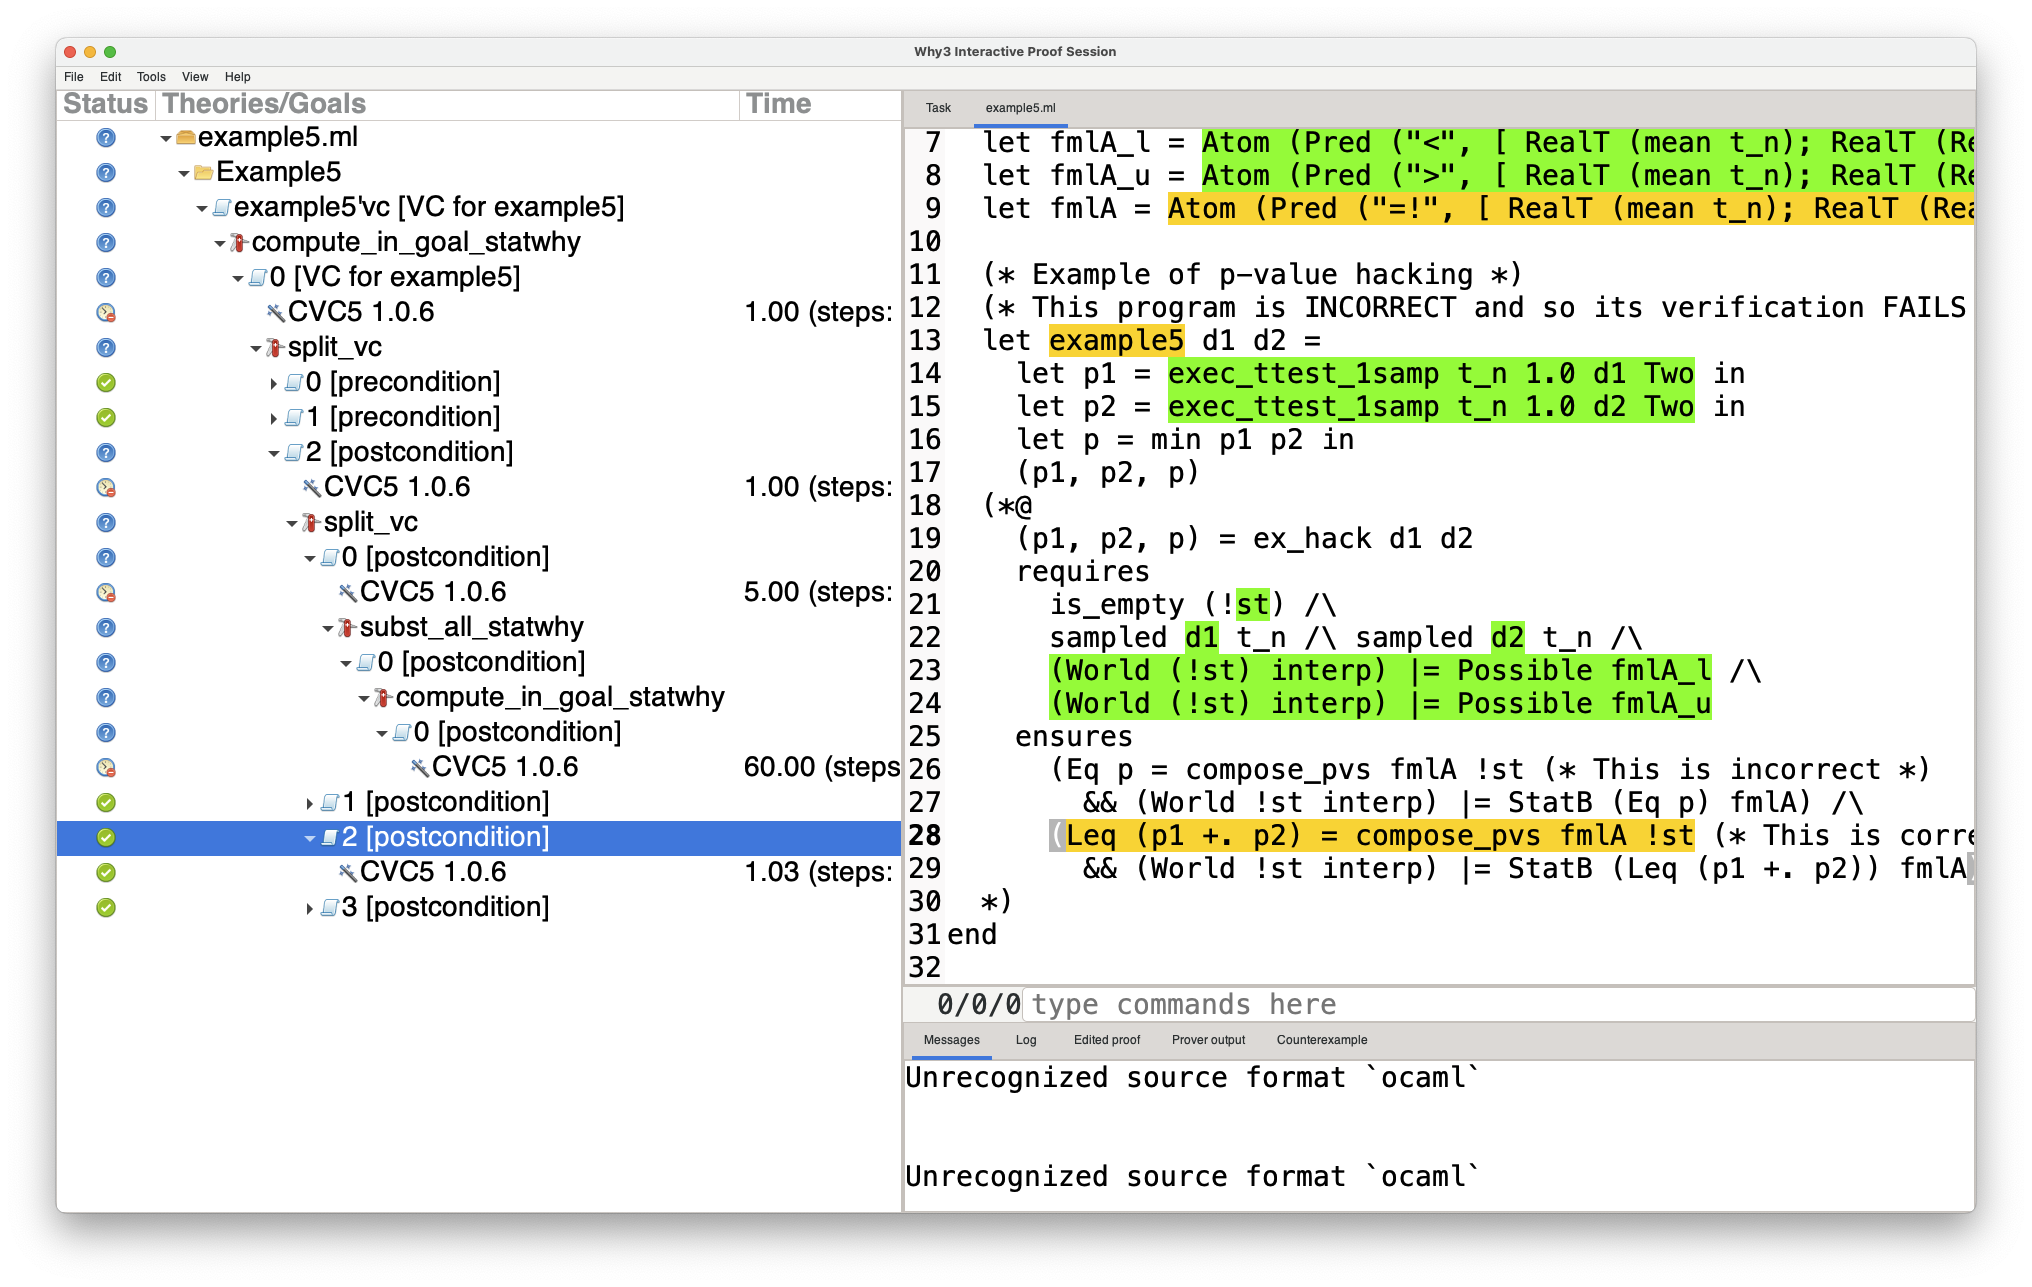 Why3 Interactive Proof Session
File Edit Tools View Help
Status Theories/Goals Time
example5.ml
Example5
example5'vc [VC for example5]
compute_in_goal_statwhy
0 [VC for example5]
CVC5 1.0.6 1.00 (steps:
split_vc
0 [precondition]
1 [precondition]
2 [postcondition]
CVC5 1.0.6 1.00 (steps:
split_vc
0 [postcondition]
CVC5 1.0.6 5.00 (steps:
subst_all_statwhy
0 [postcondition]
compute_in_goal_statwhy
0 [postcondition]
CVC5 1.0.6 60.00 (steps
1 [postcondition]
2 [postcondition]
CVC5 1.0.6 1.03 (steps:
3 [postcondition]
Task example5.ml
7 let fmlA_l = Atom (Pred ("<", [ RealT (mean t_n); RealT (Re
8 let fmlA_u = Atom (Pred (">", [ RealT (mean t_n); RealT (Re
9 let fmlA = Atom (Pred ("=!", [ RealT (mean t_n); RealT (Rea
10
11 (* Example of p-value hacking *)
12 (* This program is INCORRECT and so its verification FAILS
13 let example5 d1 d2 =
14 let p1 = exec_ttest_1samp t_n 1.0 d1 Two in
15 let p2 = exec_ttest_1samp t_n 1.0 d2 Two in
16 let p = min p1 p2 in
17 (p1, p2, p)
18 (*@
19 (p1, p2, p) = ex_hack d1 d2
20 requires
21 is_empty (!st) /\
22 sampled d1 t_n /\ sampled d2 t_n /\
23 (World (!st) interp) |= Possible fmlA_l /\
24 (World (!st) interp) |= Possible fmlA_u
25 ensures
26 (Eq p = compose_pvs fmlA !st (* This is incorrect *)
27 && (World !st interp) |= StatB (Eq p) fmlA) /\
28 (Leq (p1 +. p2) = compose_pvs fmlA !st (* This is corre
29 && (World !st interp) |= StatB (Leq (p1 +. p2)) fmlA)
30 *)
31 end
32
0/0/0 type commands here
Messages Log Edited proof Prover output Counterexample
Unrecognized source format `ocaml`
Unrecognized source format `ocaml`